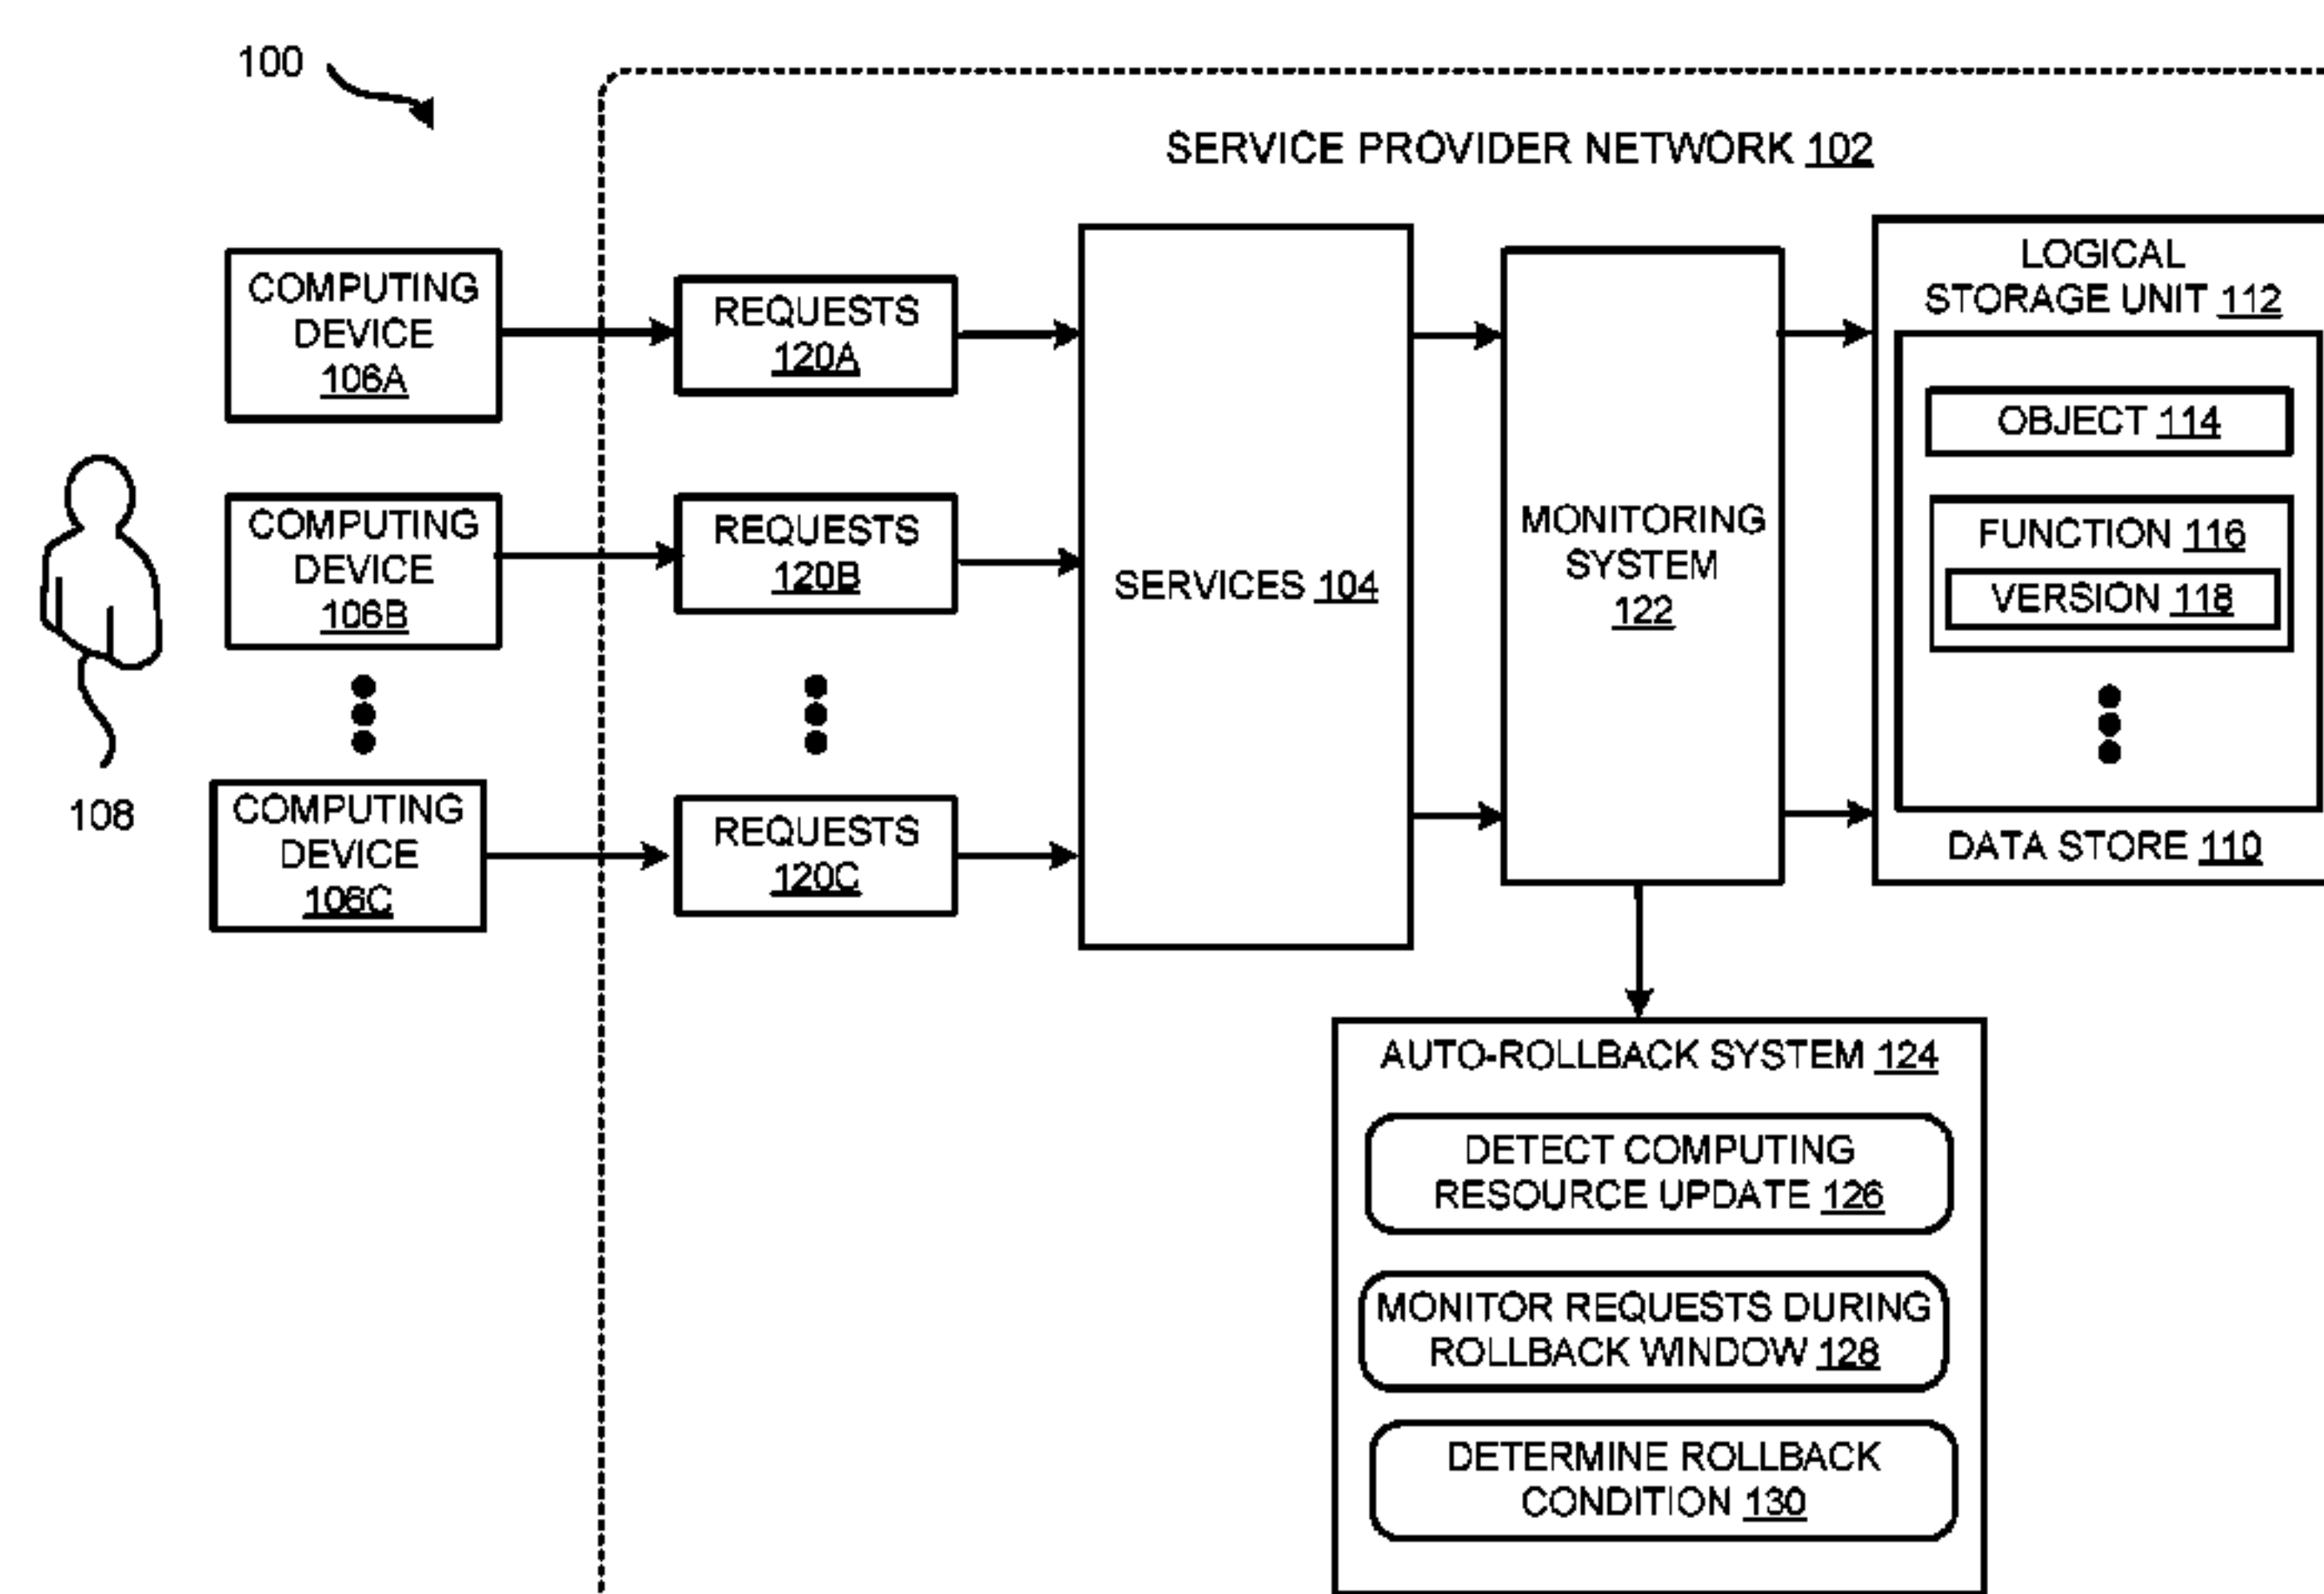 100
SERVICE PROVIDER NETWORK 102
COMPUTING
DEVICE
106A
REQUESTS
120A
COMPUTING
DEVICE
106B
REQUESTS
120B
COMPUTING
DEVICE
106C
REQUESTS
120C
108
SERVICES 104
MONITORING
SYSTEM
122
LOGICAL
STORAGE UNIT 112
OBJECT 114
FUNCTION 116
VERSION 118
DATA STORE 110
AUTO-ROLLBACK SYSTEM 124
DETECT COMPUTING
RESOURCE UPDATE 126
MONITOR REQUESTS DURING
ROLLBACK WINDOW 128
DETERMINE ROLLBACK
CONDITION 130